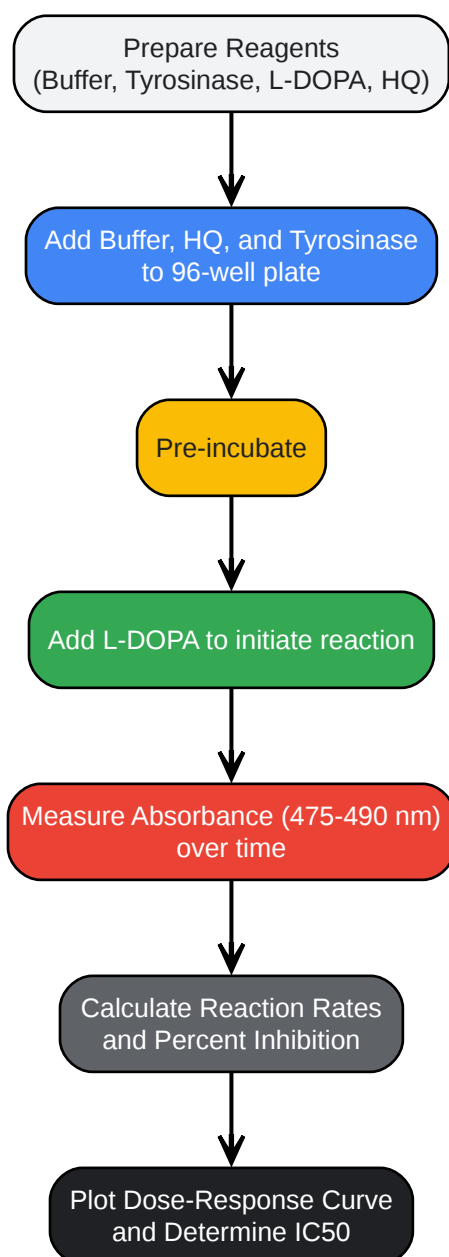 Prepare Reagents
(Buffer, Tyrosinase, L-DOPA, HQ)
Add Buffer, HQ, and Tyrosinase
to 96-well plate
Pre-incubate
Add L-DOPA to initiate reaction
Measure Absorbance (475-490 nm)
over time
Calculate Reaction Rates
and Percent Inhibition
Plot Dose-Response Curve
and Determine IC50